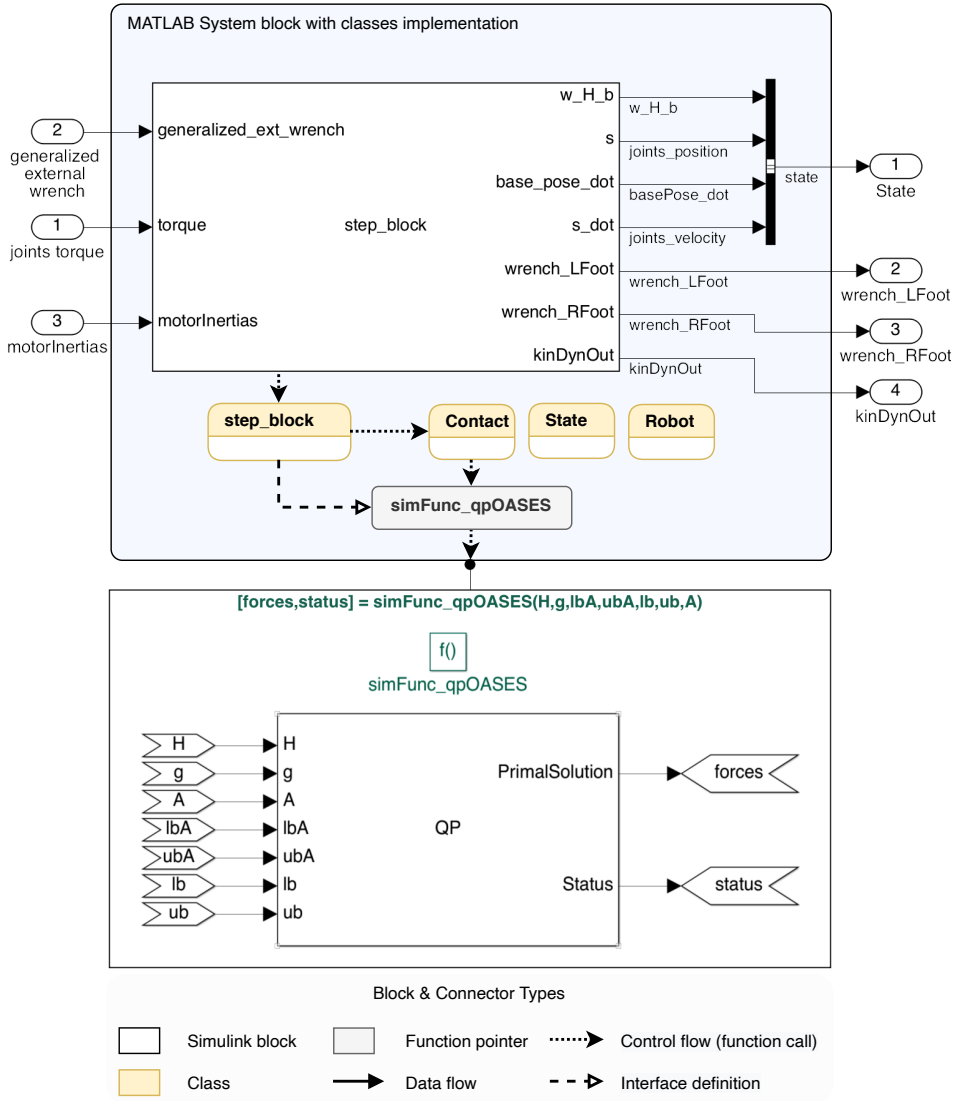 MATLAB System block with classes implementation
2
generalized
external
wrench
1
joints torque
3
motorInertias
generalized_ext_wrench
torque
motorInertias
step_block
w_H_b
s
base_pose_dot
s_dot
wrench_LFoot
wrench_RFoot
kinDynOut
w_H_b
joints_position
basePose_dot
joints_velocity
wrench_LFoot
wrench_RFoot
kinDynOut
state
1
State
2
wrench_LFoot
3
wrench_RFoot
4
kinDynOut
step_block
Contact
State
Robot
simFunc_qpOASES
[forces,status] = simFunc_qpOASES(H,g,lbA,ubA,lb,ub,A)
f()
simFunc_qpOASES
H
g
A
lbA
ubA
lb
ub
H
g
A
lbA
ubA
lb
ub
QP
PrimalSolution
Status
forces
status
Block & Connector Types
Simulink block
Function pointer
Control flow (function call)
Class
Data flow
Interface definition